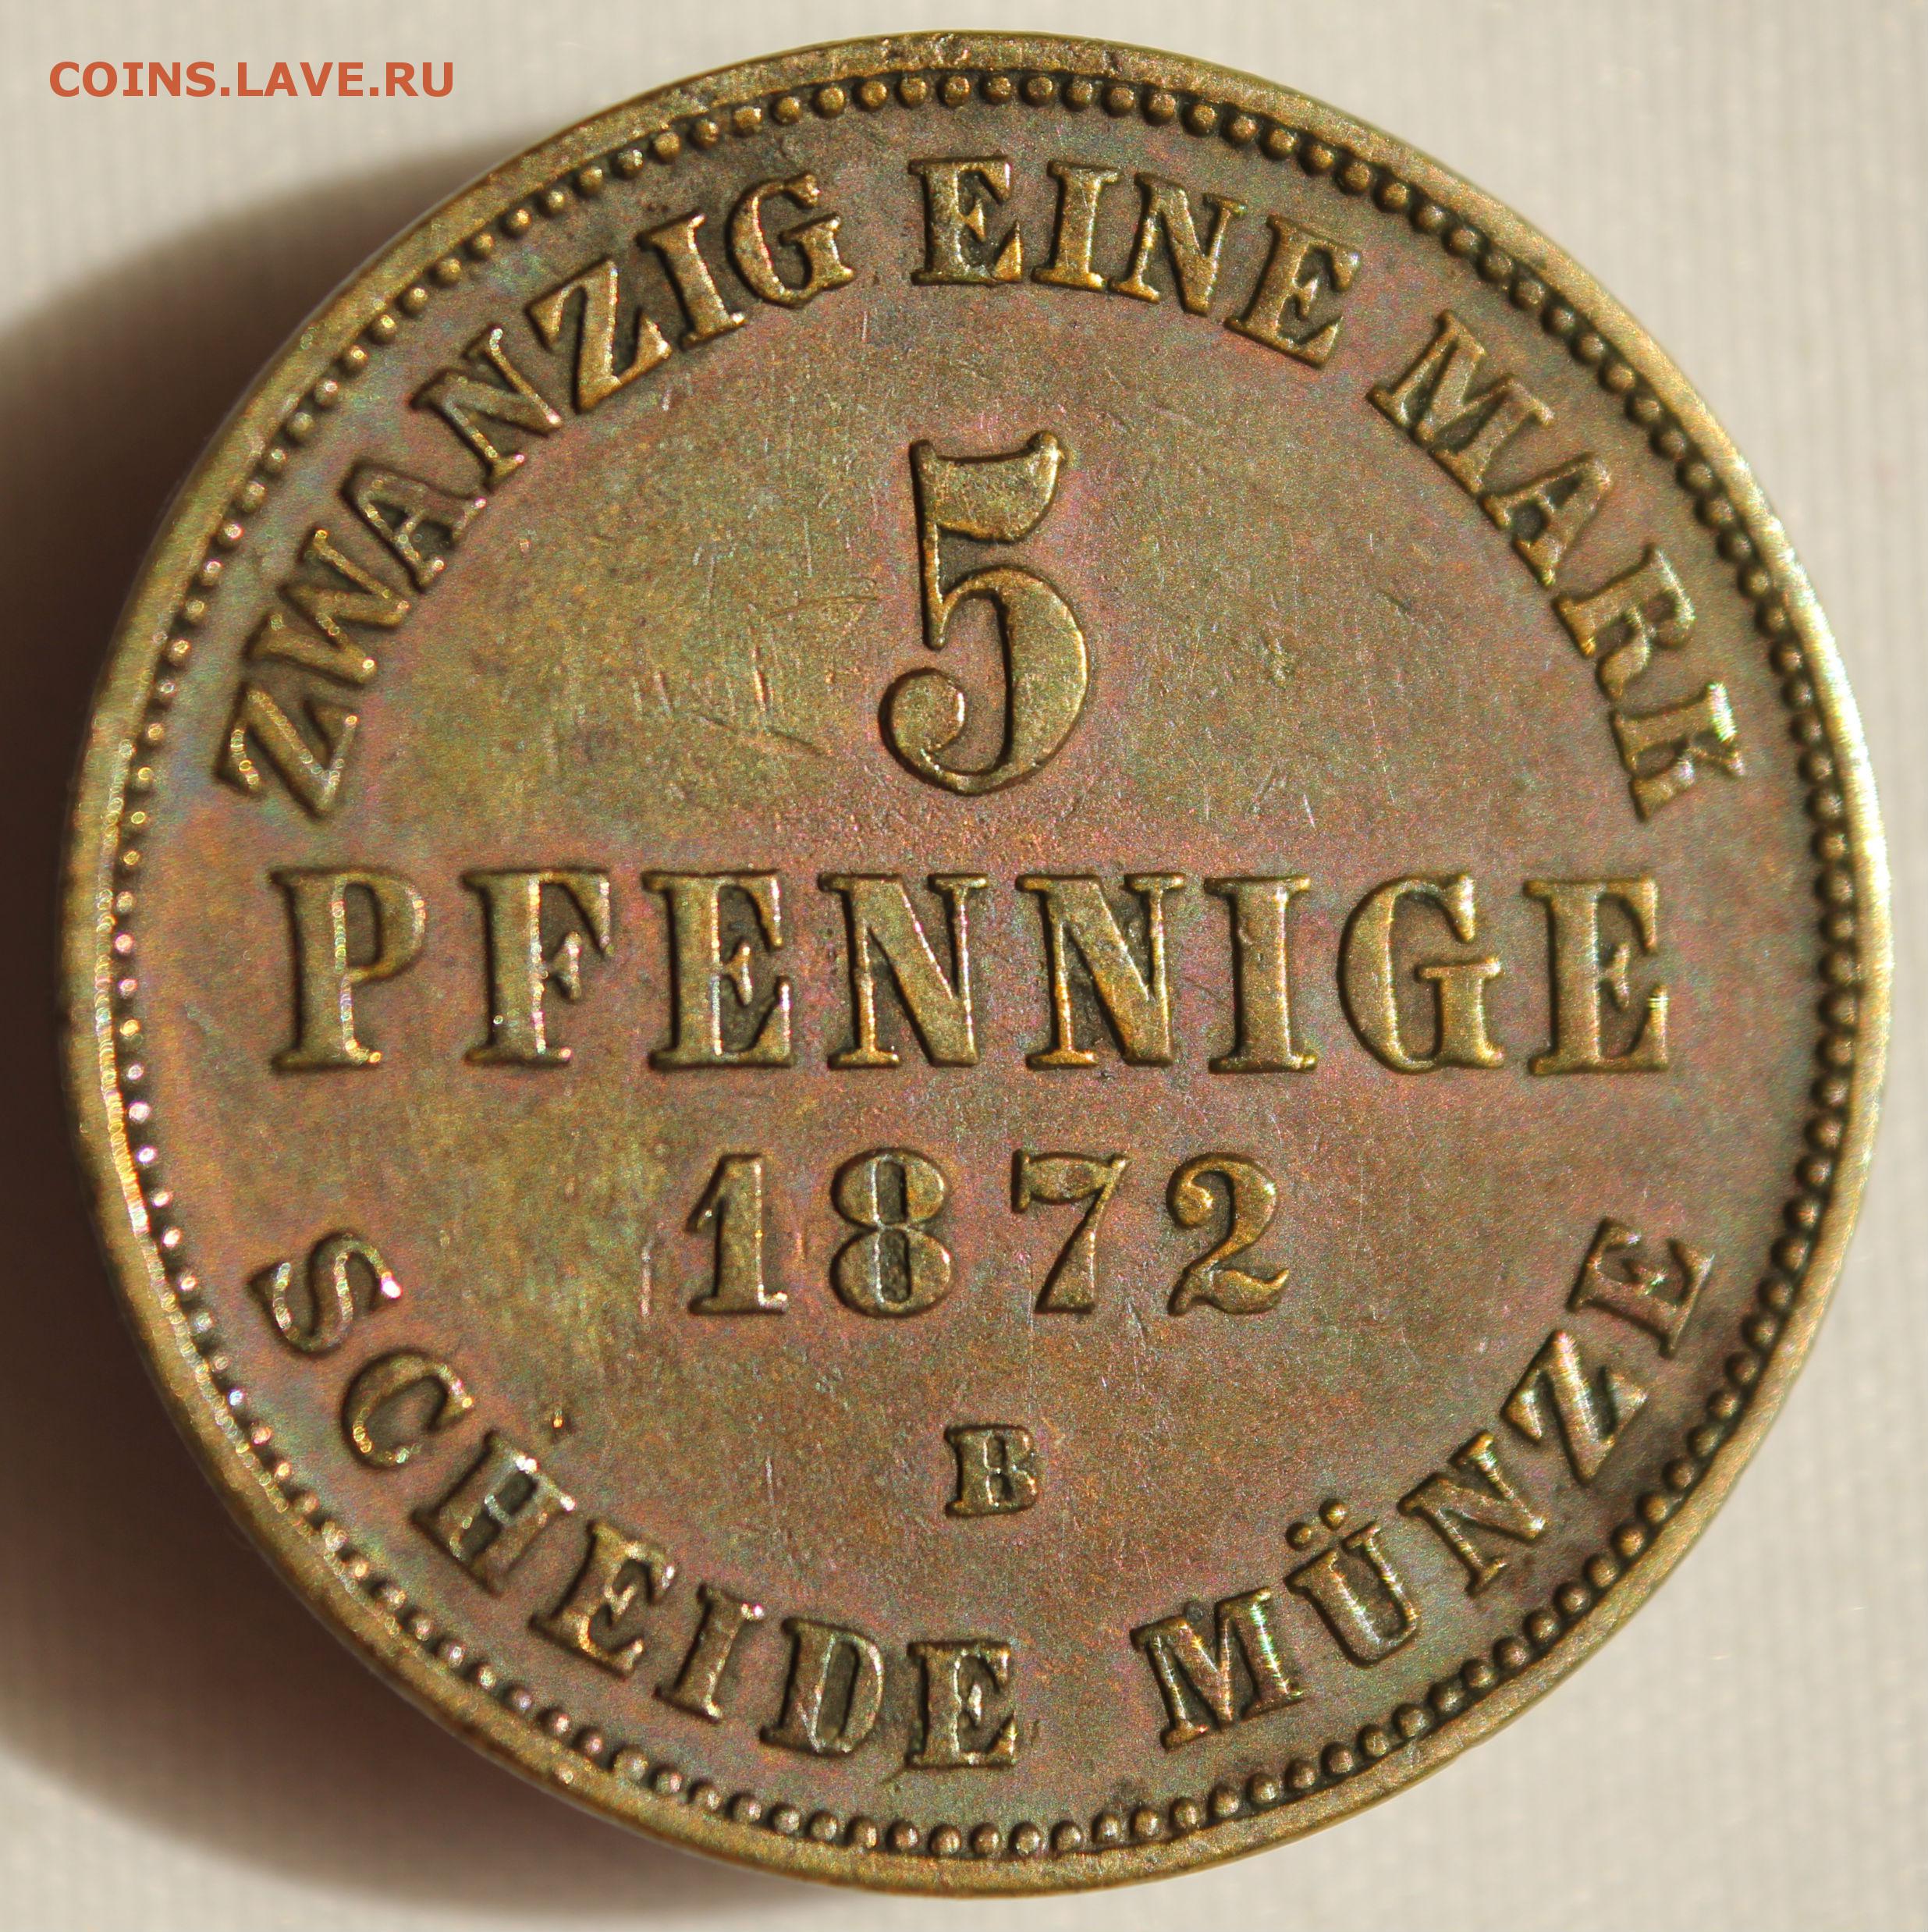 COINS.LAVE.RU
ZWANZIG EINE MARK
5
PFENNIGE
1872
B
SCHEIDE MÜNZE